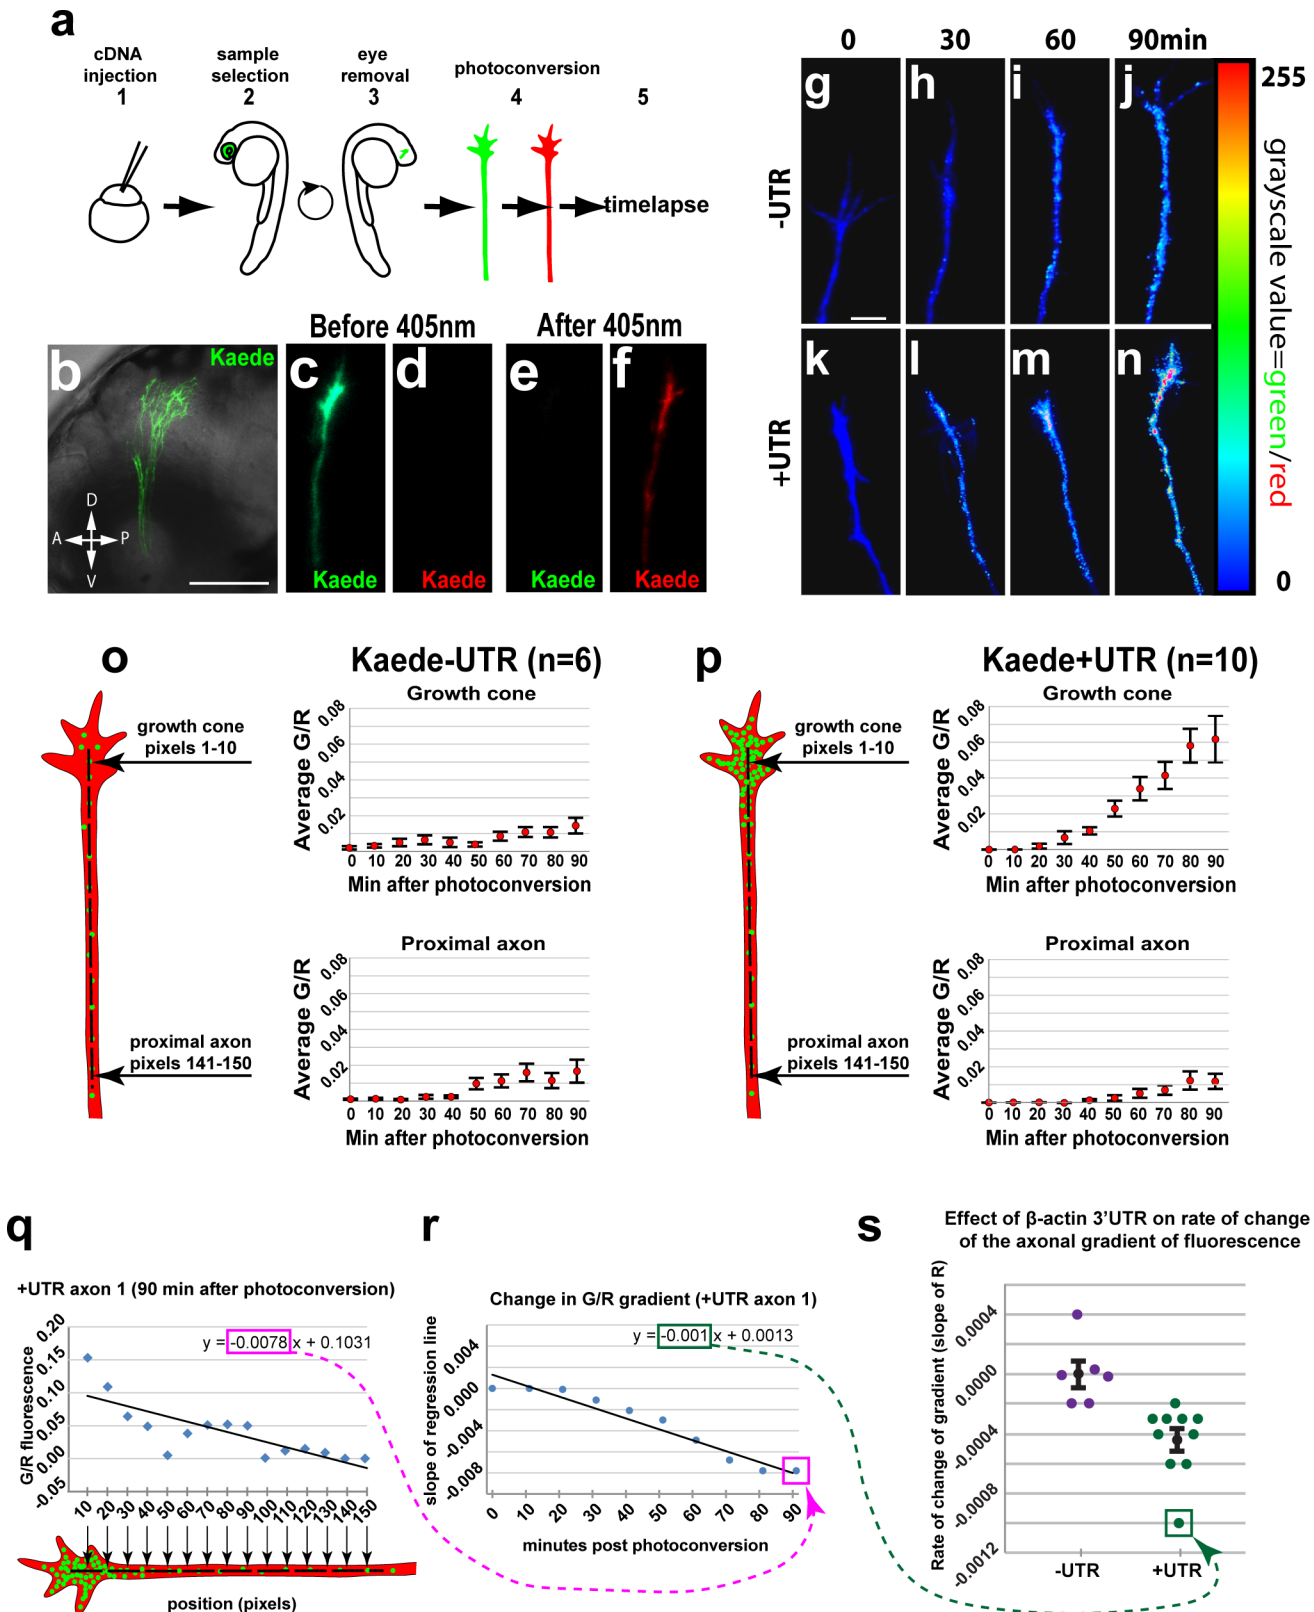 a
cDNA injection 1
sample selection 2
eye removal 3
photoconversion
4
5
timelapse
Before 405nm
After 405nm
b
Kaede
D
A
P
V
c
Kaede
d
Kaede
e
Kaede
f
Kaede
0
30
60
90min
-UTR
g
h
i
j
+UTR
k
l
m
n
255
grayscale value=green/red
0
o
Kaede-UTR (n=6)
growth cone
pixels 1-10
proximal axon
pixels 141-150
Growth cone
Average G/R
0.08
0.06
0.04
0.02
0 10 20 30 40 50 60 70 80 90
Min after photoconversion
Proximal axon
Average G/R
0.08
0.06
0.04
0.02
0 10 20 30 40 50 60 70 80 90
Min after photoconversion
p
Kaede+UTR (n=10)
growth cone
pixels 1-10
proximal axon
pixels 141-150
Growth cone
Average G/R
0.08
0.06
0.04
0.02
0 10 20 30 40 50 60 70 80 90
Min after photoconversion
Proximal axon
Average G/R
0.08
0.06
0.04
0.02
0 10 20 30 40 50 60 70 80 90
Min after photoconversion
q
+UTR axon 1 (90 min after photoconversion)
y = -0.0078 x + 0.1031
G/R fluorescence
0.20
0.15
0.10
0.05
0.00
-0.05
10 20 30 40 50 60 70 80 90 100 110 120 130 140 150
position (pixels)
r
Change in G/R gradient (+UTR axon 1)
y = -0.001 x + 0.0013
slope of regression line
0.004
0.000
-0.004
-0.008
0 10 20 30 40 50 60 70 80 90
minutes post photoconversion
s
Effect of β-actin 3'UTR on rate of change
of the axonal gradient of fluorescence
Rate of change of gradient (slope of R)
0.0004
0.0000
-0.0004
-0.0008
-0.0012
-UTR
+UTR